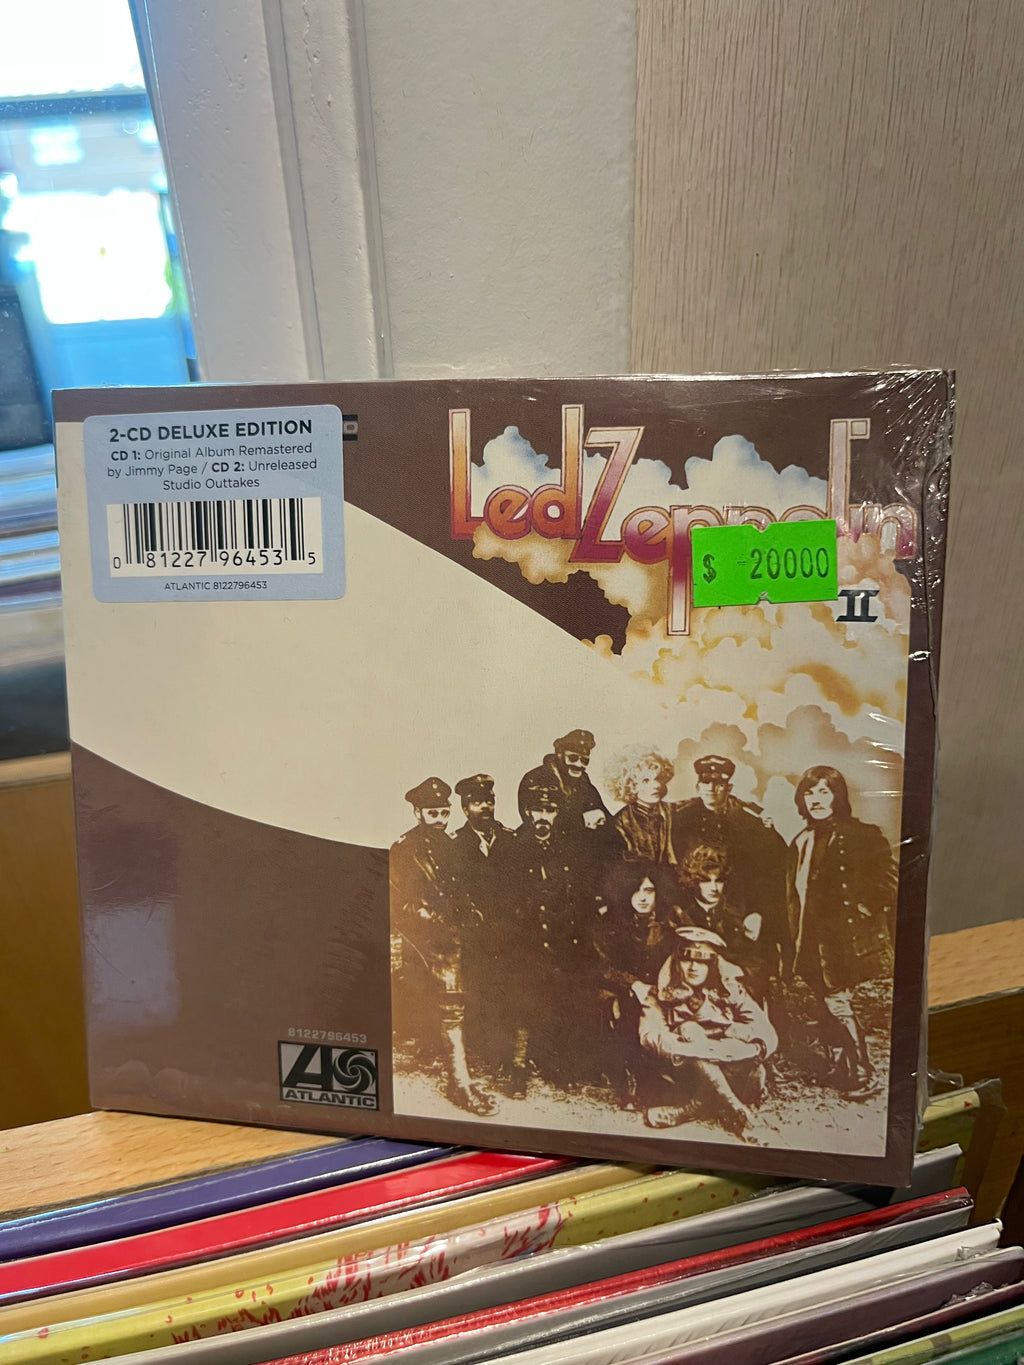 2-CD DELUXE EDITION
CD 1: Original Album Remastered
by Jimmy Page / CD 2: Unreleased
Studio Outtakes
0 81227 96453 5
ATLANTIC 8122796453
Led Zeppelin
$ 20000
II
8122796453
ATLANTIC